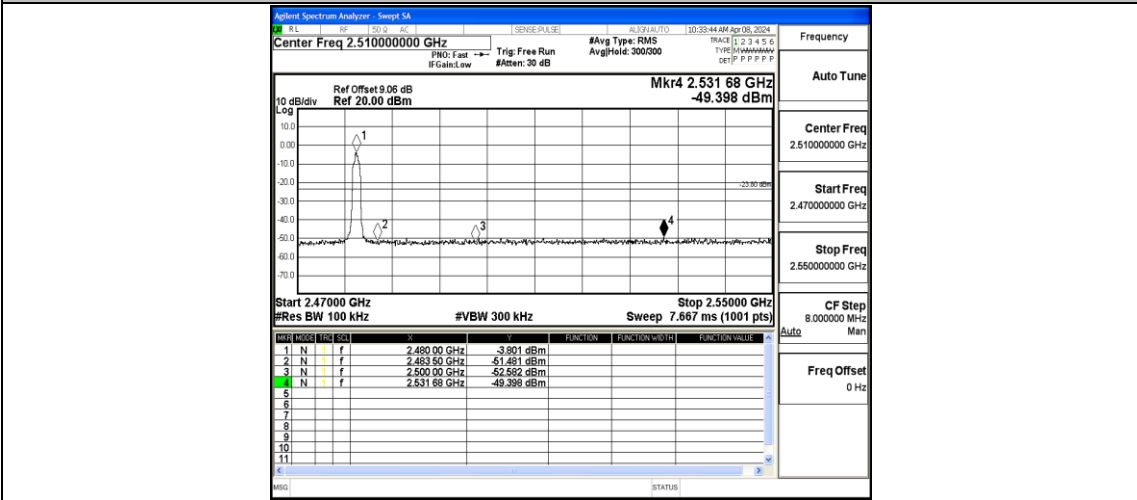 Agilent Spectrum Analyzer - Swept SA
RL RF 50 Ω AC SENSE:PULSE ALIGN AUTO 10:33:44 AM Apr 08, 2024
Center Freq 2.510000000 GHz
PNO: Fast
IFGain:Low
Trig: Free Run
#Atten: 30 dB
#Avg Type: RMS
Avg|Hold: 300/300
TRACE 1 2 3 4 5 6
TYPE MWWWWW
DET P P P P P P
Mkr4 2.531 68 GHz
-49.398 dBm
Ref Offset 9.06 dB
10 dB/div Ref 20.00 dBm
Log
10.0
0.00
-10.0
-20.0
-30.0
-40.0
-50.0
-60.0
-70.0
1
2
3
4
-23.80 dBm
Start 2.47000 GHz Stop 2.55000 GHz
#Res BW 100 kHz #VBW 300 kHz Sweep 7.667 ms (1001 pts)
MKR MODE TRC SCL X Y FUNCTION FUNCTION WIDTH FUNCTION VALUE
1 N 1 f 2.480 00 GHz -3.801 dBm
2 N 1 f 2.483 50 GHz -51.481 dBm
3 N 1 f 2.500 00 GHz -52.582 dBm
4 N 1 f 2.531 68 GHz -49.398 dBm
5
6
7
8
9
10
11
MSG STATUS
Frequency
Auto Tune
Center Freq
2.510000000 GHz
Start Freq
2.470000000 GHz
Stop Freq
2.550000000 GHz
CF Step
8.000000 MHz
Auto Man
Freq Offset
0 Hz